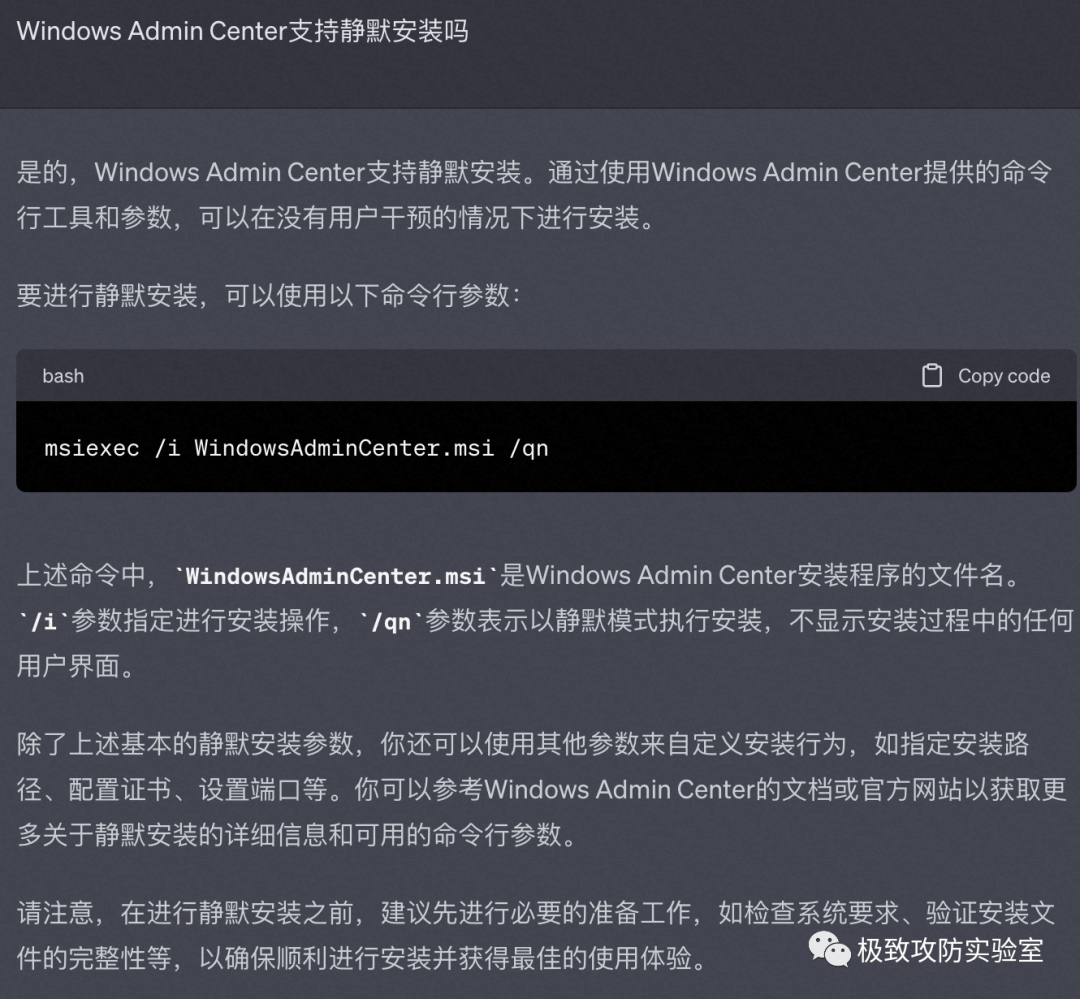 Windows Admin Center支持静默安装吗
是的，Windows Admin Center支持静默安装。通过使用Windows Admin Center提供的命令
行工具和参数，可以在没有用户干预的情况下进行安装。
要进行静默安装，可以使用以下命令行参数：
bash
Copy code
msiexec /i WindowsAdminCenter.msi /qn
上述命令中，`WindowsAdminCenter.msi`是Windows Admin Center安装程序的文件名。
`/i`参数指定进行安装操作，`/qn`参数表示以静默模式执行安装，不显示安装过程中的任何
用户界面。
除了上述基本的静默安装参数，你还可以使用其他参数来自定义安装行为，如指定安装路
径、配置证书、设置端口等。你可以参考Windows Admin Center的文档或官方网站以获取更
多关于静默安装的详细信息和可用的命令行参数。
请注意，在进行静默安装之前，建议先进行必要的准备工作，如检查系统要求、验证安装文
件的完整性等，以确保顺利进行安装并获得最佳的使用体验。
极致攻防实验室